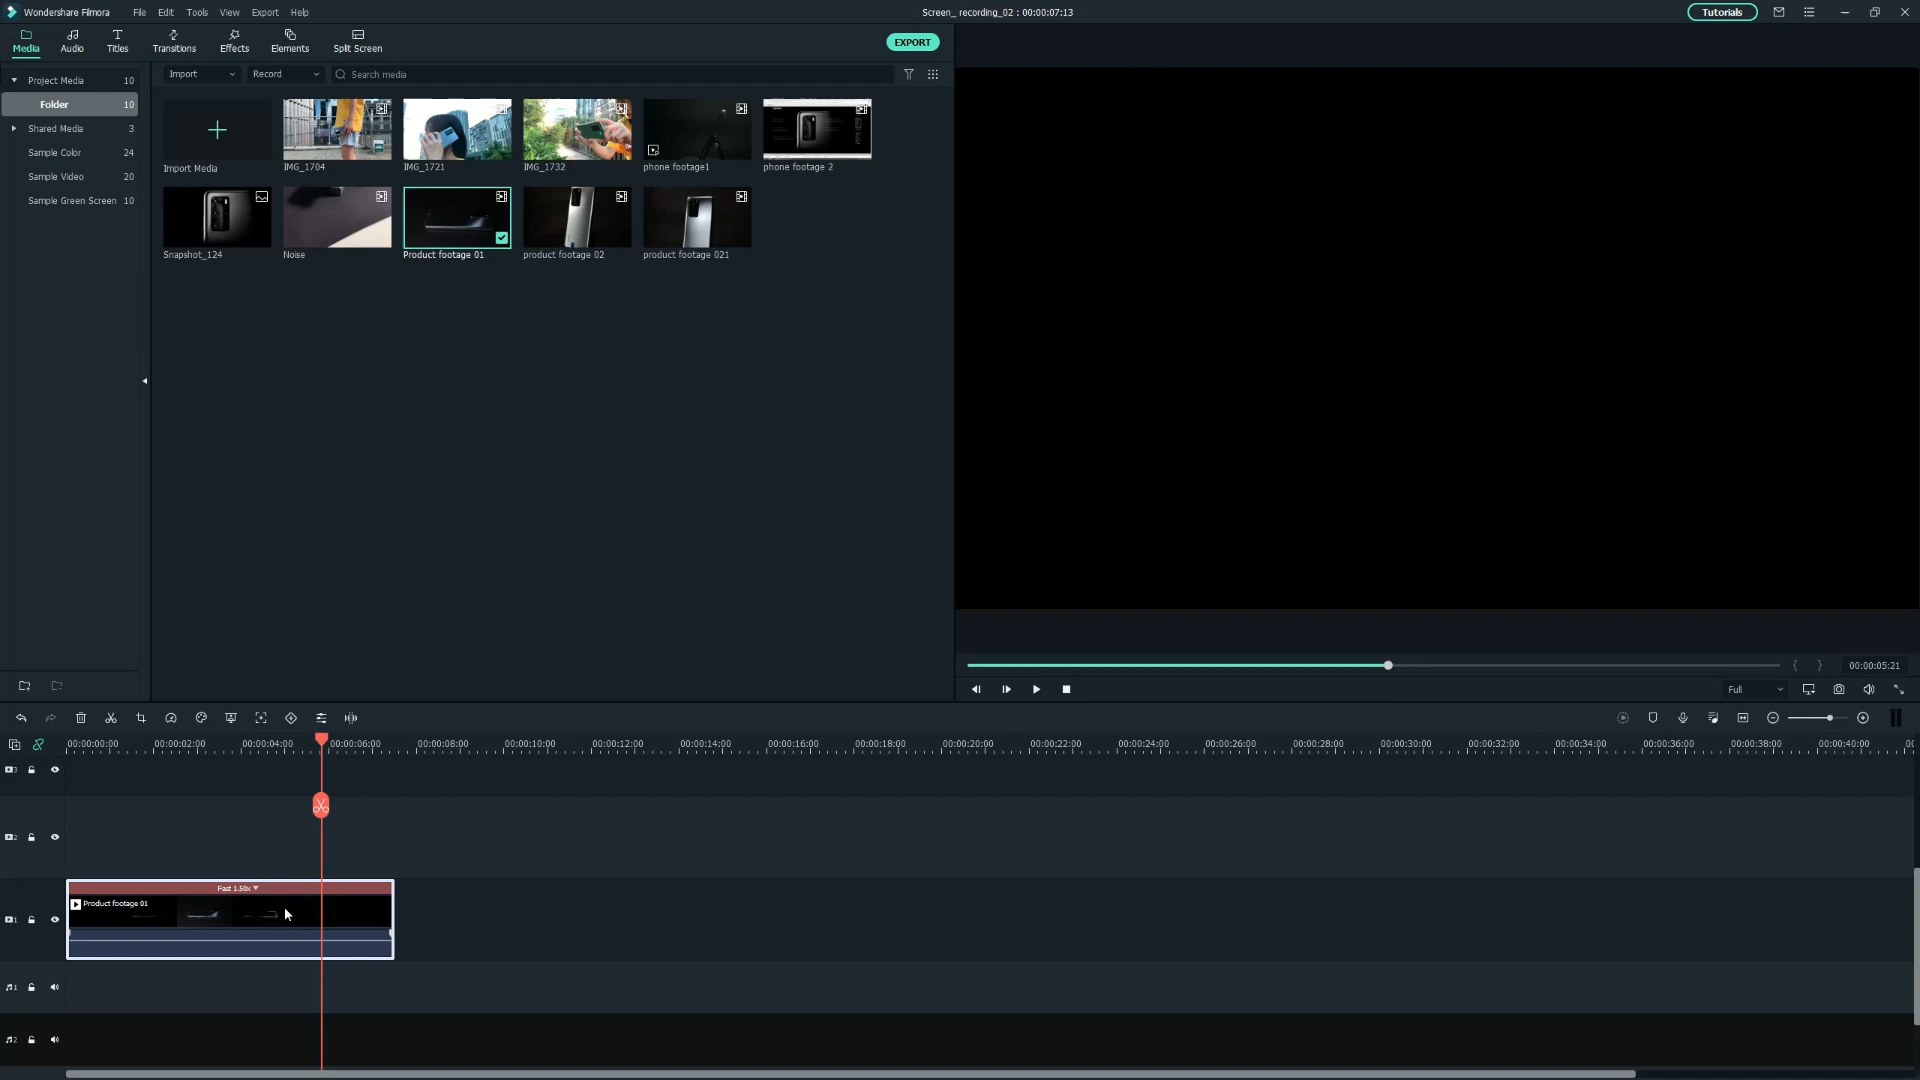 Wondershare Filmora File Edit Tools View Export Help Screen_ recording_02 : 00:00:07:13 Tutorials
Media Audio Titles Transitions Effects Elements Split Screen EXPORT
Project Media 10
Folder 10
Shared Media 3
Sample Color 24
Sample Video 20
Sample Green Screen 10
Import Record Search media
Import Media IMG_1704 IMG_1721 IMG_1732 phone footage1 phone footage 2
Snapshot_124 Noise Product footage 01 product footage 02 product footage 021
{ } 00:00:05:21
Full
00:00:00:00 00:00:02:00 00:00:04:00 00:00:06:00 00:00:08:00 00:00:10:00 00:00:12:00 00:00:14:00 00:00:16:00 00:00:18:00 00:00:20:00 00:00:22:00 00:00:24:00 00:00:26:00 00:00:28:00 00:00:30:00 00:00:32:00 00:00:34:00 00:00:36:00 00:00:38:00 00:00:40:00
3
2
Fast 1.50x
1 Product footage 01
1
2